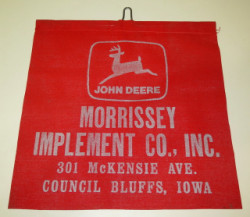 JOHN DEERE
MORRISSEY
IMPLEMENT CO., INC.
301 McKENSIE AVE.
COUNCIL BLUFFS, IOWA